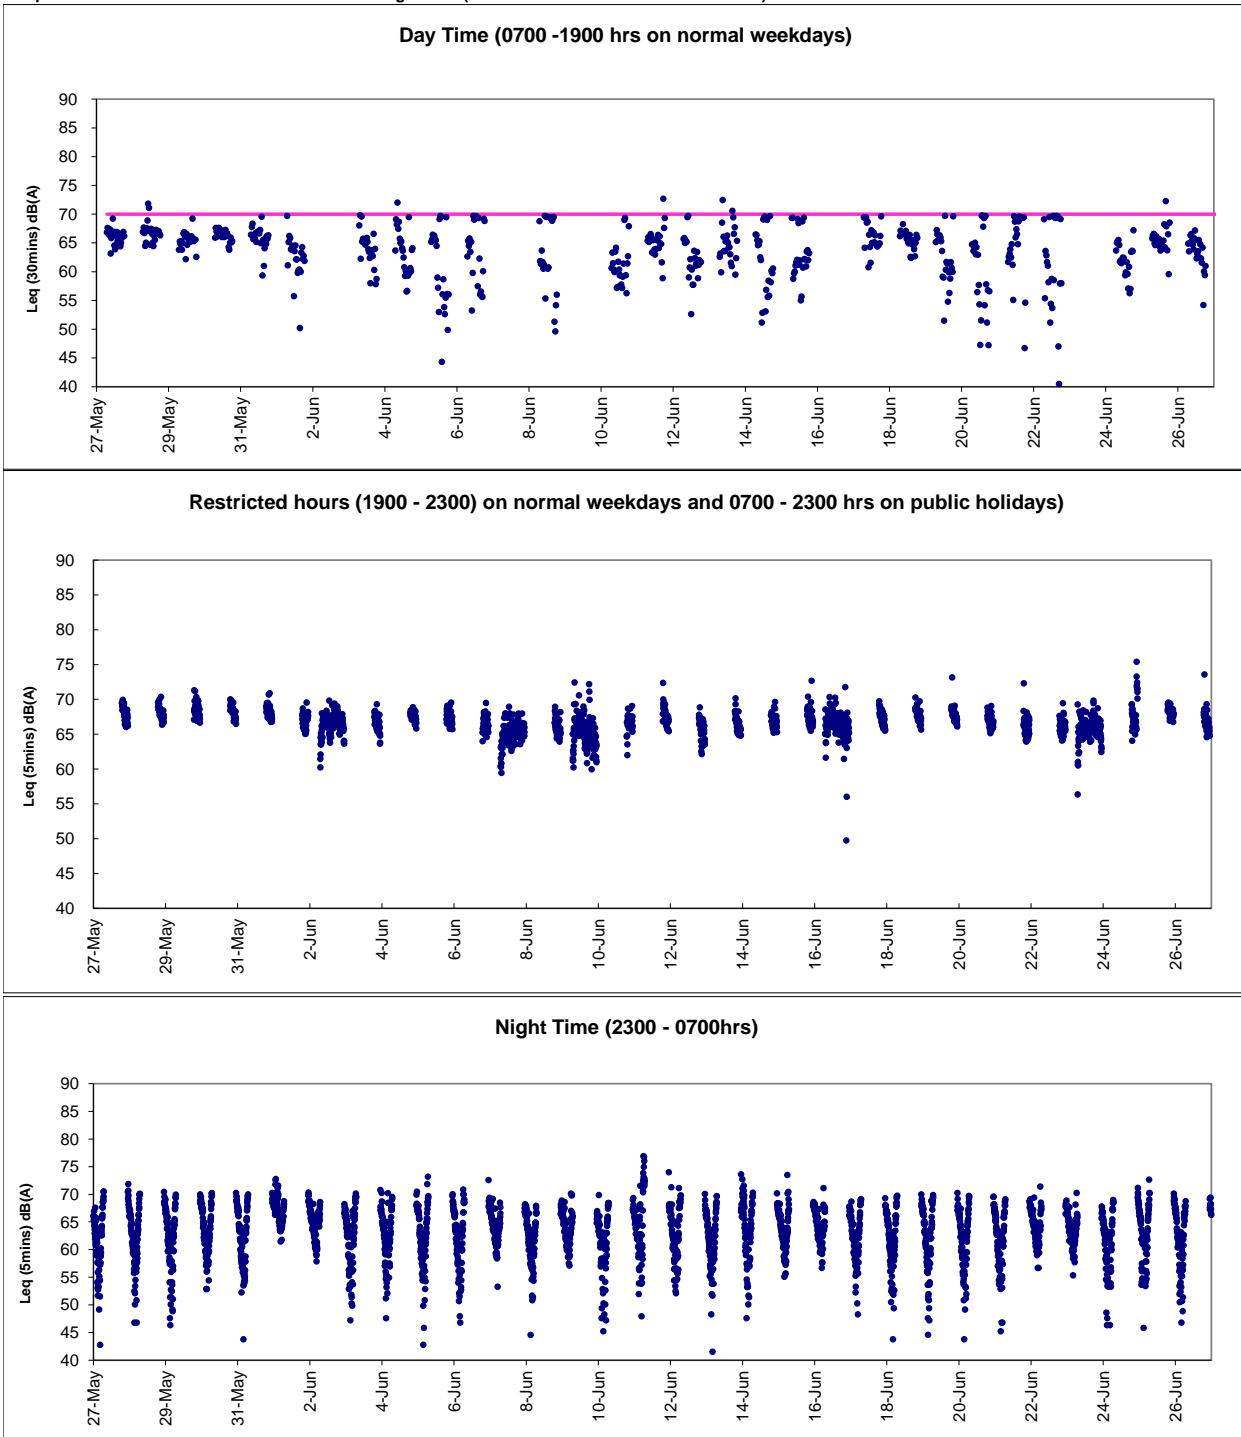 Day Time (0700 -1900 hrs on normal weekdays)
Leq (30mins) dB(A)
90
85
80
75
70
65
60
55
50
45
40
27-May
29-May
31-May
2-Jun
4-Jun
6-Jun
8-Jun
10-Jun
12-Jun
14-Jun
16-Jun
18-Jun
20-Jun
22-Jun
24-Jun
26-Jun
Restricted hours (1900 - 2300) on normal weekdays and 0700 - 2300 hrs on public holidays)
Leq (5mins) dB(A)
90
85
80
75
70
65
60
55
50
45
40
27-May
29-May
31-May
2-Jun
4-Jun
6-Jun
8-Jun
10-Jun
12-Jun
14-Jun
16-Jun
18-Jun
20-Jun
22-Jun
24-Jun
26-Jun
Night Time (2300 - 0700hrs)
Leq (5mins) dB(A)
90
85
80
75
70
65
60
55
50
45
40
27-May
29-May
31-May
2-Jun
4-Jun
6-Jun
8-Jun
10-Jun
12-Jun
14-Jun
16-Jun
18-Jun
20-Jun
22-Jun
24-Jun
26-Jun